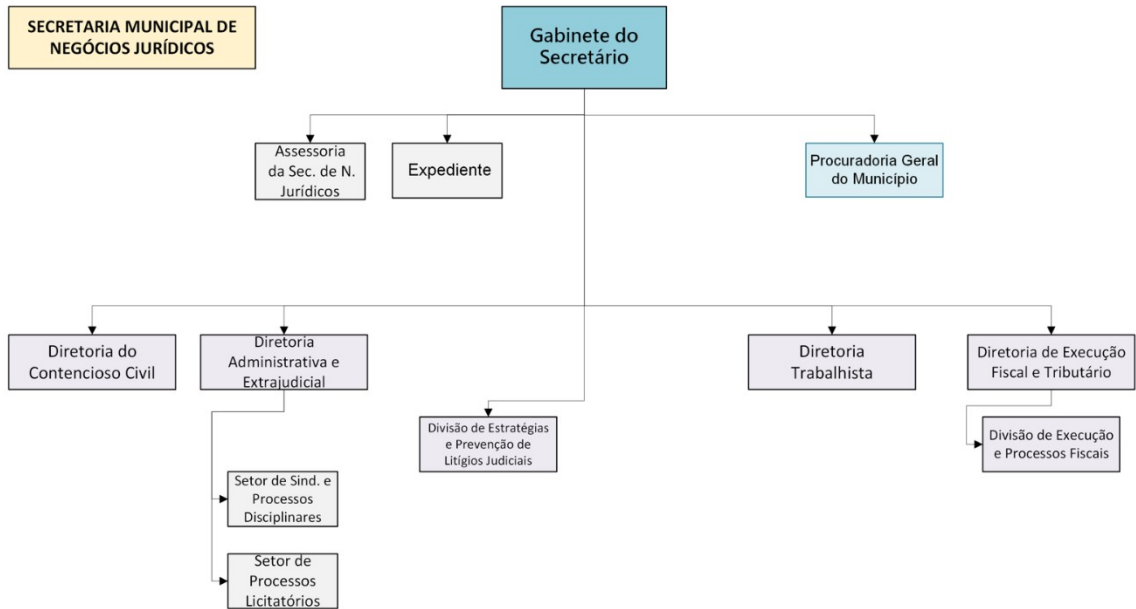 SECRETARIA MUNICIPAL DE
NEGÓCIOS JURÍDICOS
Gabinete do
Secretário
Assessoria
da Sec. de N.
Jurídicos
Expediente
Procuradoria Geral
do Município
Diretoria do
Contencioso Civil
Diretoria
Administrativa e
Extrajudicial
Diretoria
Trabalhista
Diretoria de Execução
Fiscal e Tributário
Divisão de Estratégias
e Prevenção de
Litígios Judiciais
Divisão de Execução
e Processos Fiscais
Setor de Sind. e
Processos
Disciplinares
Setor de
Processos
Licitatórios